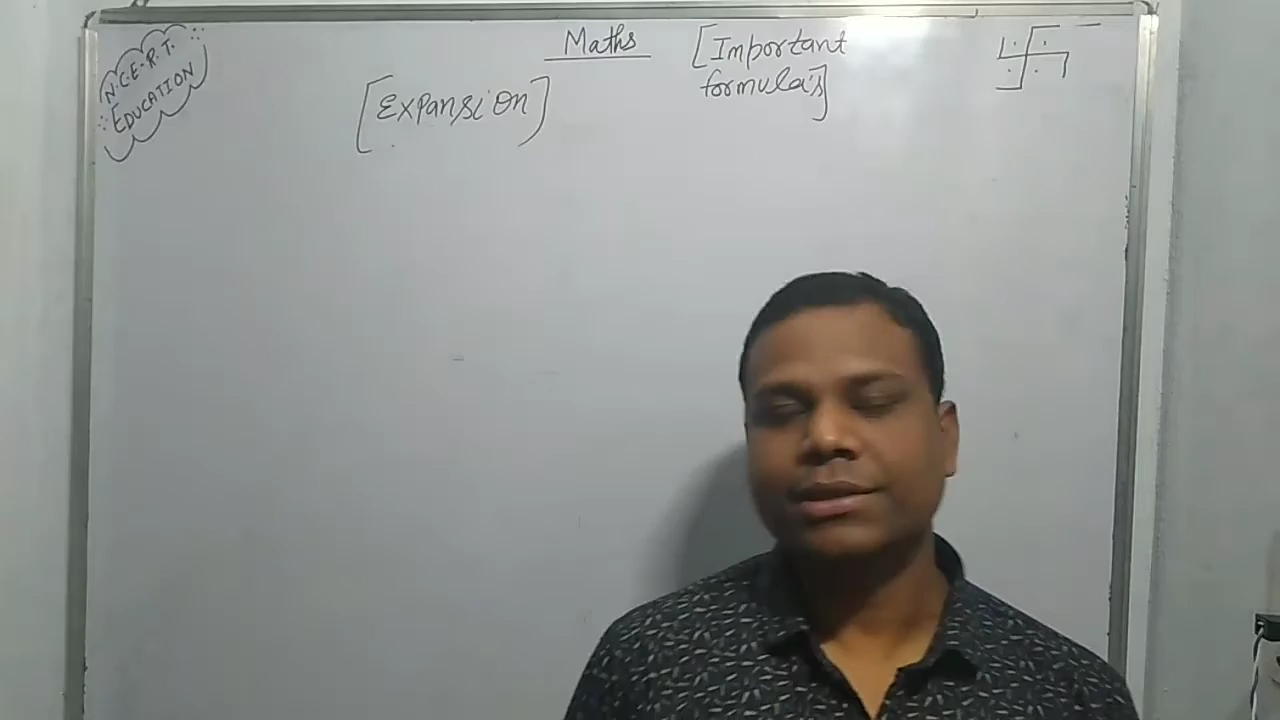 N.C.E.R.T.
EDUCATION
Maths
[Important
formula's]
[Expansion]